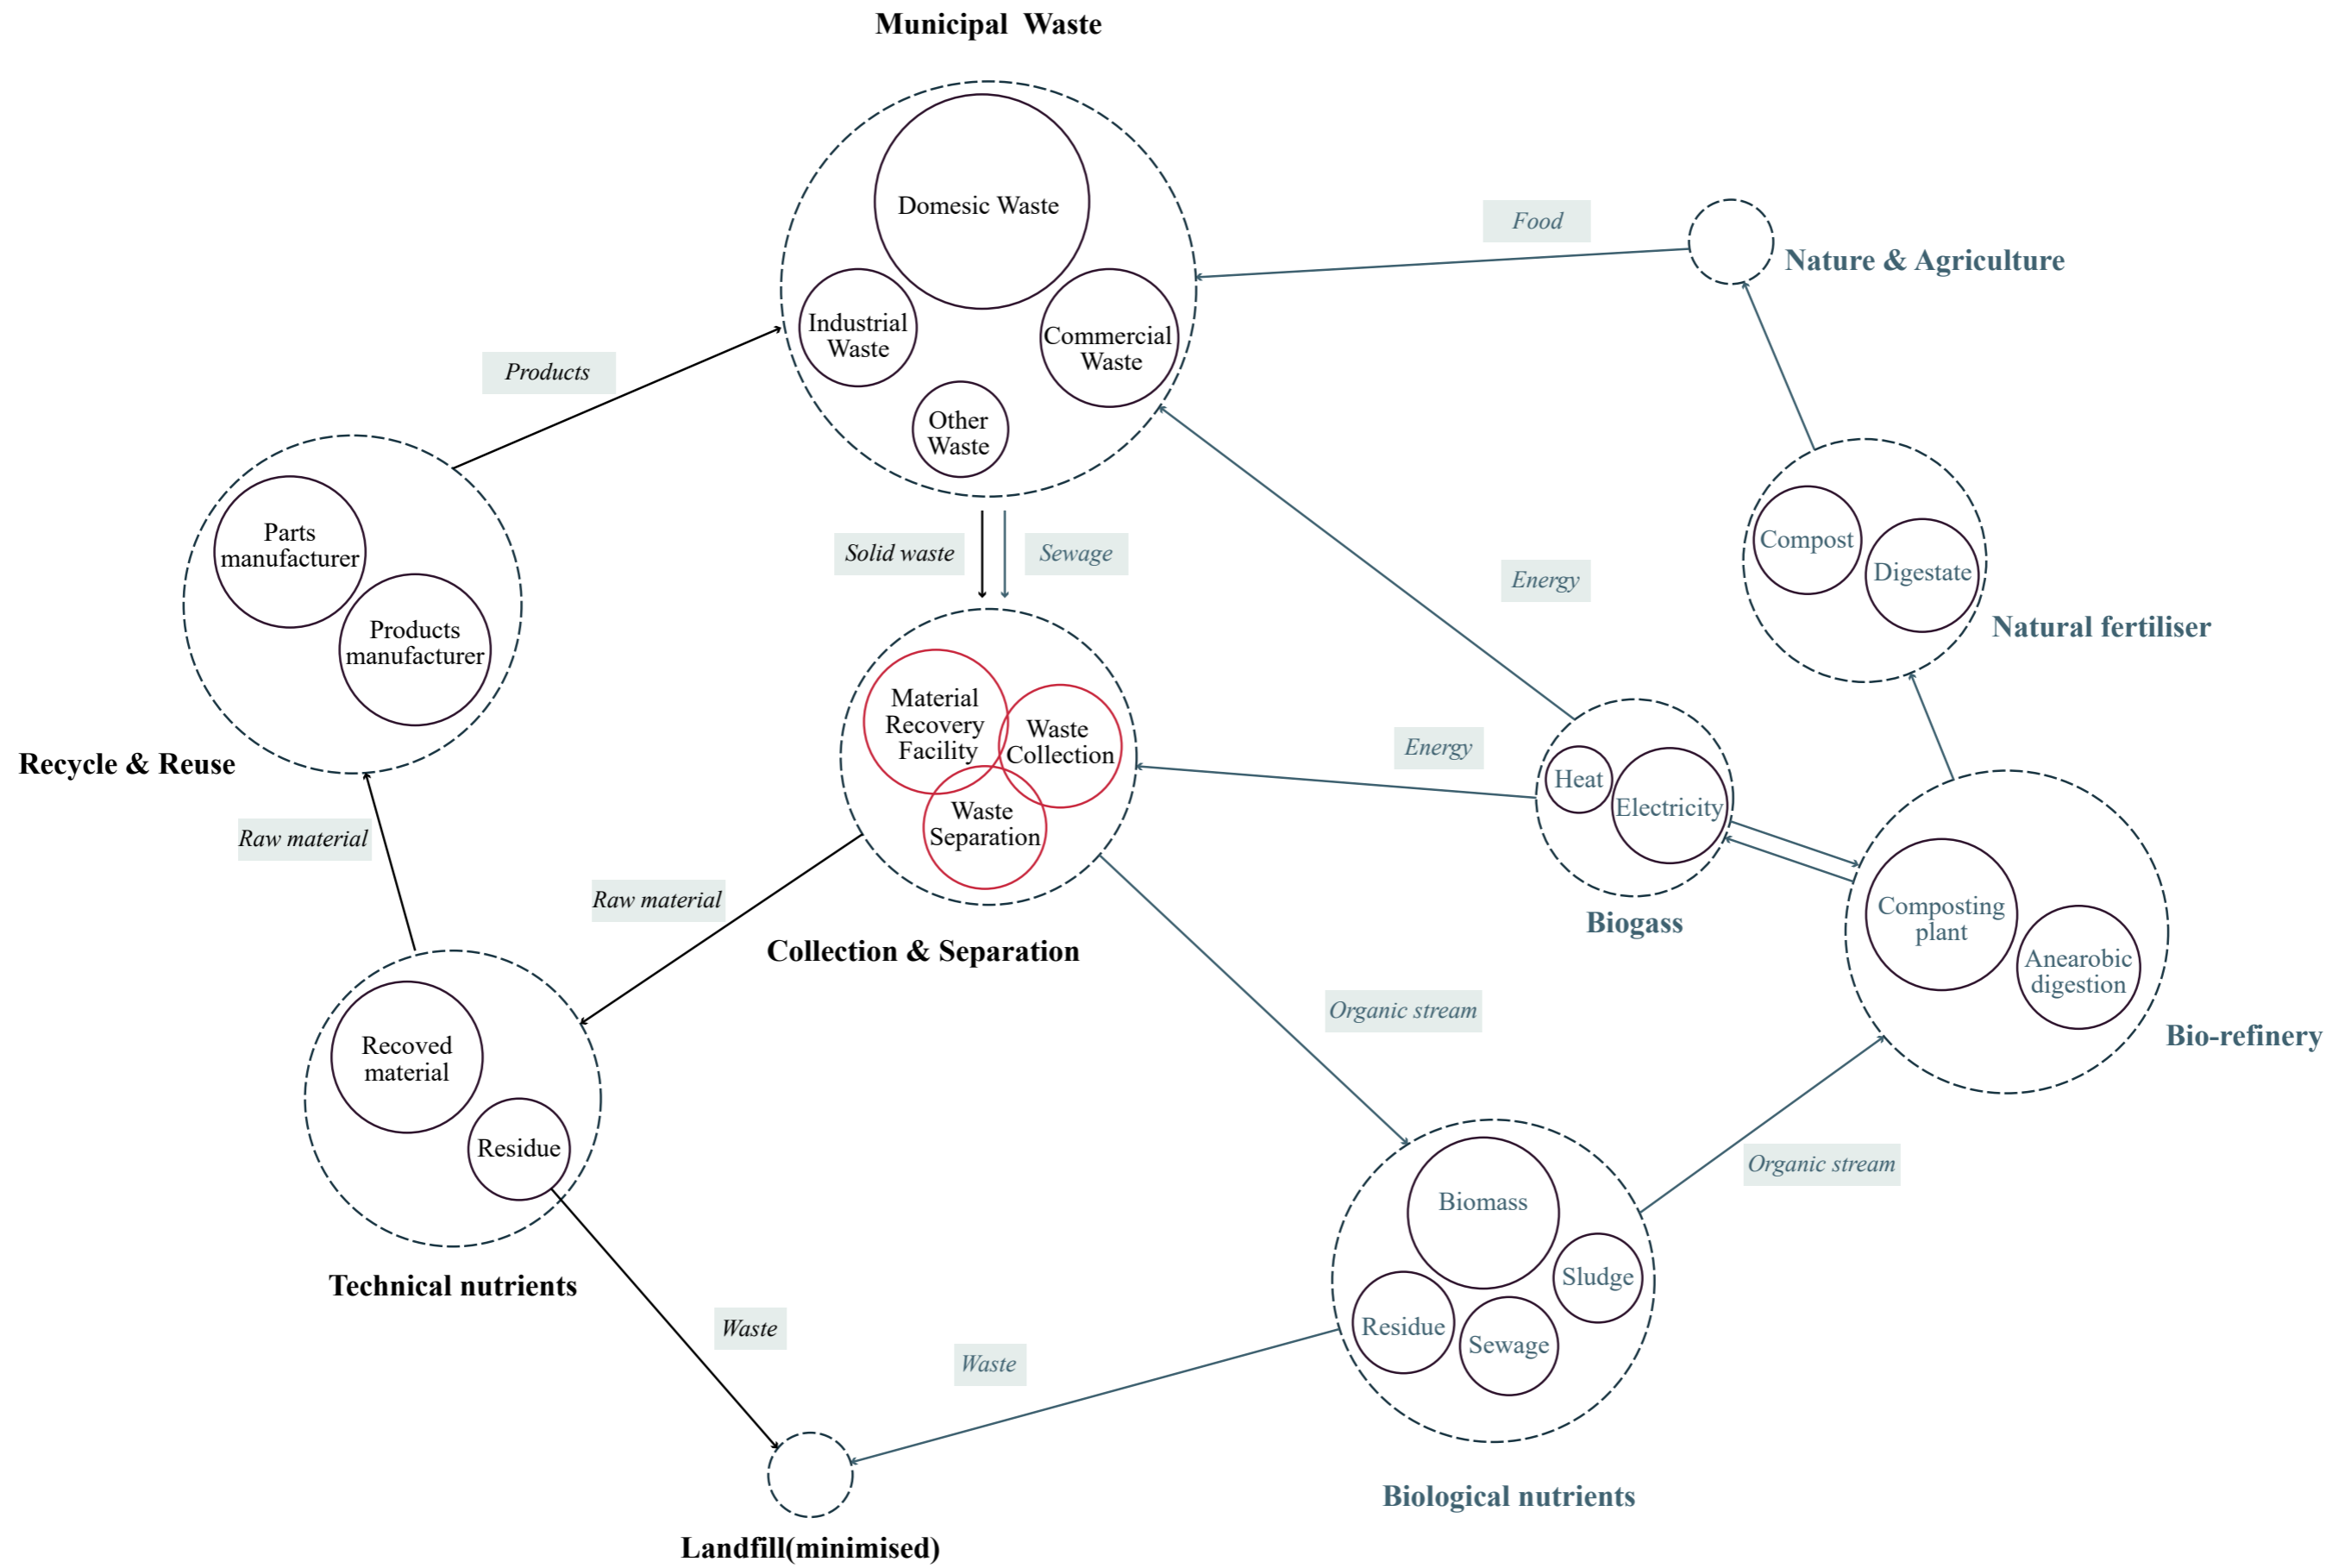 Municipal  Waste
Domesic Waste
Industrial
Waste
Commercial
Waste
Other
Waste
Food
Nature & Agriculture
Products
Parts
manufacturer
Products
manufacturer
Recycle & Reuse
Solid waste
Sewage
Energy
Compost
Digestate
Natural fertiliser
Material
Recovery
Facility
Waste
Collection
Waste
Separation
Collection & Separation
Energy
Heat
Electricity
Biogass
Composting
plant
Anearobic
digestion
Bio-refinery
Raw material
Raw material
Recoved
material
Residue
Technical nutrients
Organic stream
Organic stream
Biomass
Sludge
Residue
Sewage
Biological nutrients
Waste
Waste
Landfill(minimised)